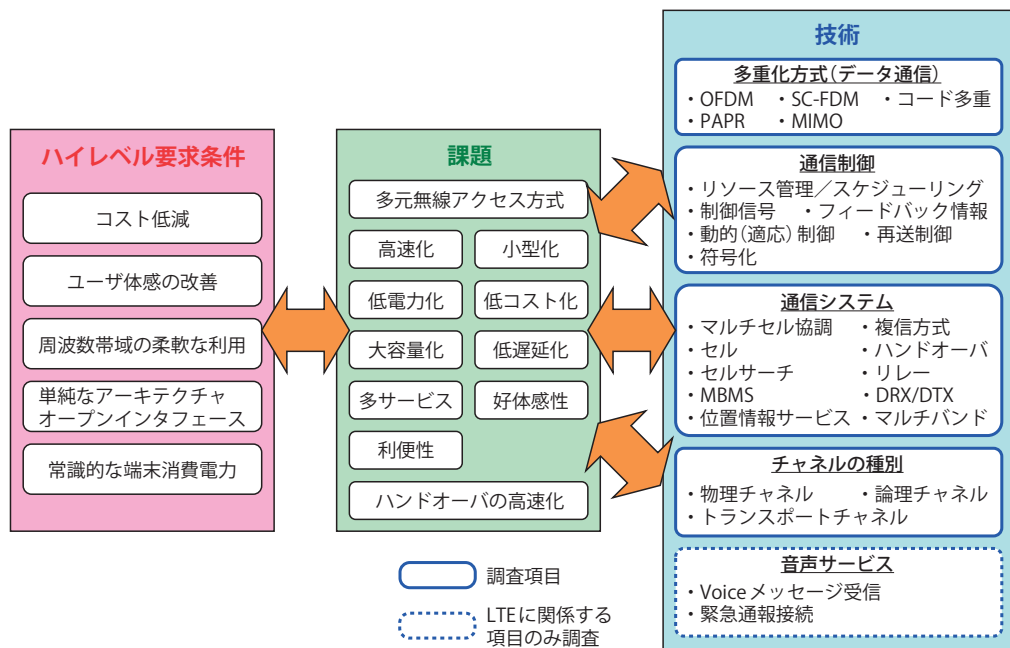 ハイレベル要求条件
コスト低減
ユーザ体感の改善
周波数帯域の柔軟な利用
単純なアーキテクチャ
オープンインタフェース
常識的な端末消費電力
課題
多元無線アクセス方式
高速化
小型化
低電力化
低コスト化
大容量化
低遅延化
多サービス
好体感性
利便性
ハンドオーバの高速化
技術
多重化方式(データ通信)
・OFDM ・SC-FDM ・コード多重
・PAPR ・MIMO
通信制御
・リソース管理／スケジューリング
・制御信号 ・フィードバック情報
・動的(適応)制御 ・再送制御
・符号化
通信システム
・マルチセル協調 ・複信方式
・セル ・ハンドオーバ
・セルサーチ ・リレー
・MBMS ・DRX/DTX
・位置情報サービス ・マルチバンド
チャネルの種別
・物理チャネル ・論理チャネル
・トランスポートチャネル
音声サービス
・Voiceメッセージ受信
・緊急通報接続
調査項目
LTEに関係する
項目のみ調査